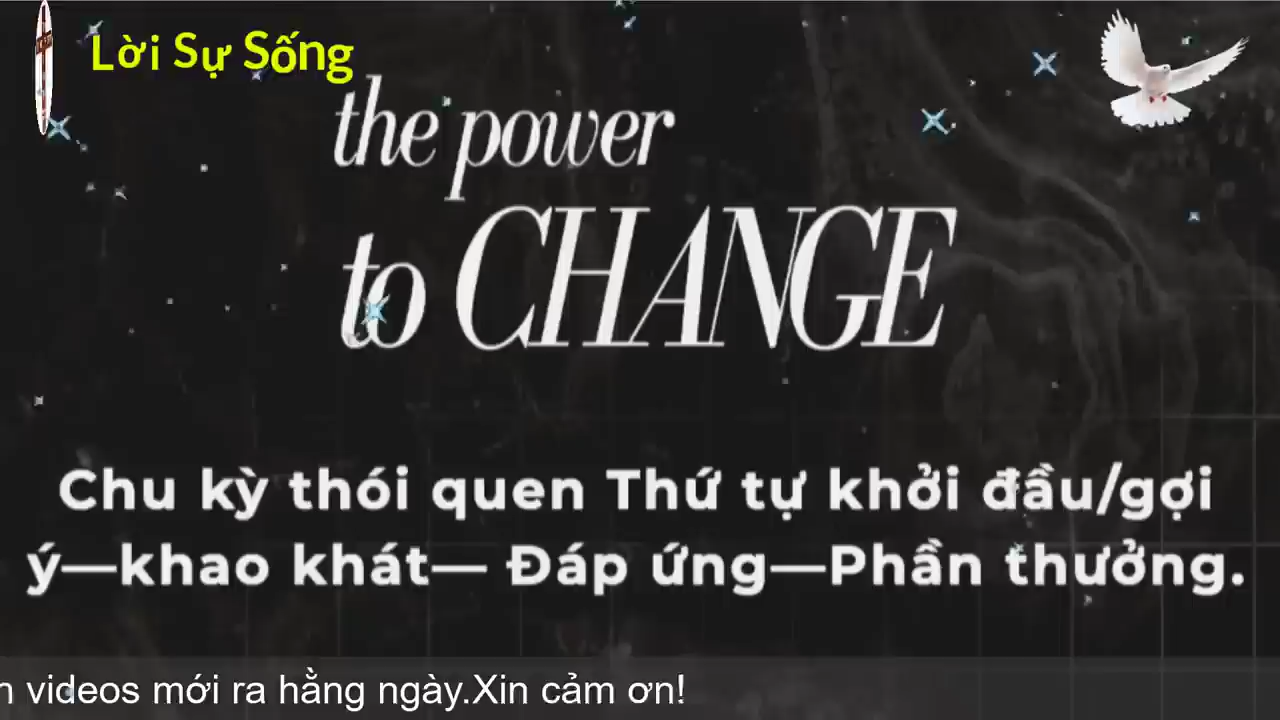 Lời Sự Sống
the power
to CHANGE
Chu kỳ thói quen Thứ tự khởi đầu/gợi
ý—khao khát— Đáp ứng—Phần thưởng.
videos mới ra hằng ngày.Xin cảm ơn!